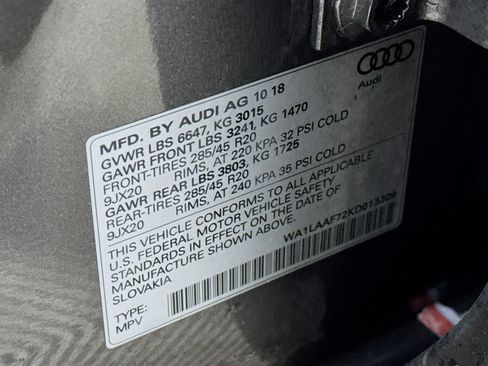 Audi
MFD. BY AUDI AG 10 18
GVWR LBS 6647, KG 3015
GAWR FRONT LBS 3241, KG 1470
FRONT-TIRES 285/45 R20
9JX20 RIMS, AT 220 KPA 32 PSI COLD
GAWR REAR LBS 3803, KG 1725
REAR-TIRES 285/45 R20
9JX20 RIMS, AT 240 KPA 35 PSI COLD
THIS VEHICLE CONFORMS TO ALL APPLICABLE
U.S. FEDERAL MOTOR VEHICLE SAFETY
STANDARDS IN EFFECT ON THE DATE OF
MANUFACTURE SHOWN ABOVE.
SLOVAKIA
WA1LAAF72KD013309
TYPE:
MPV